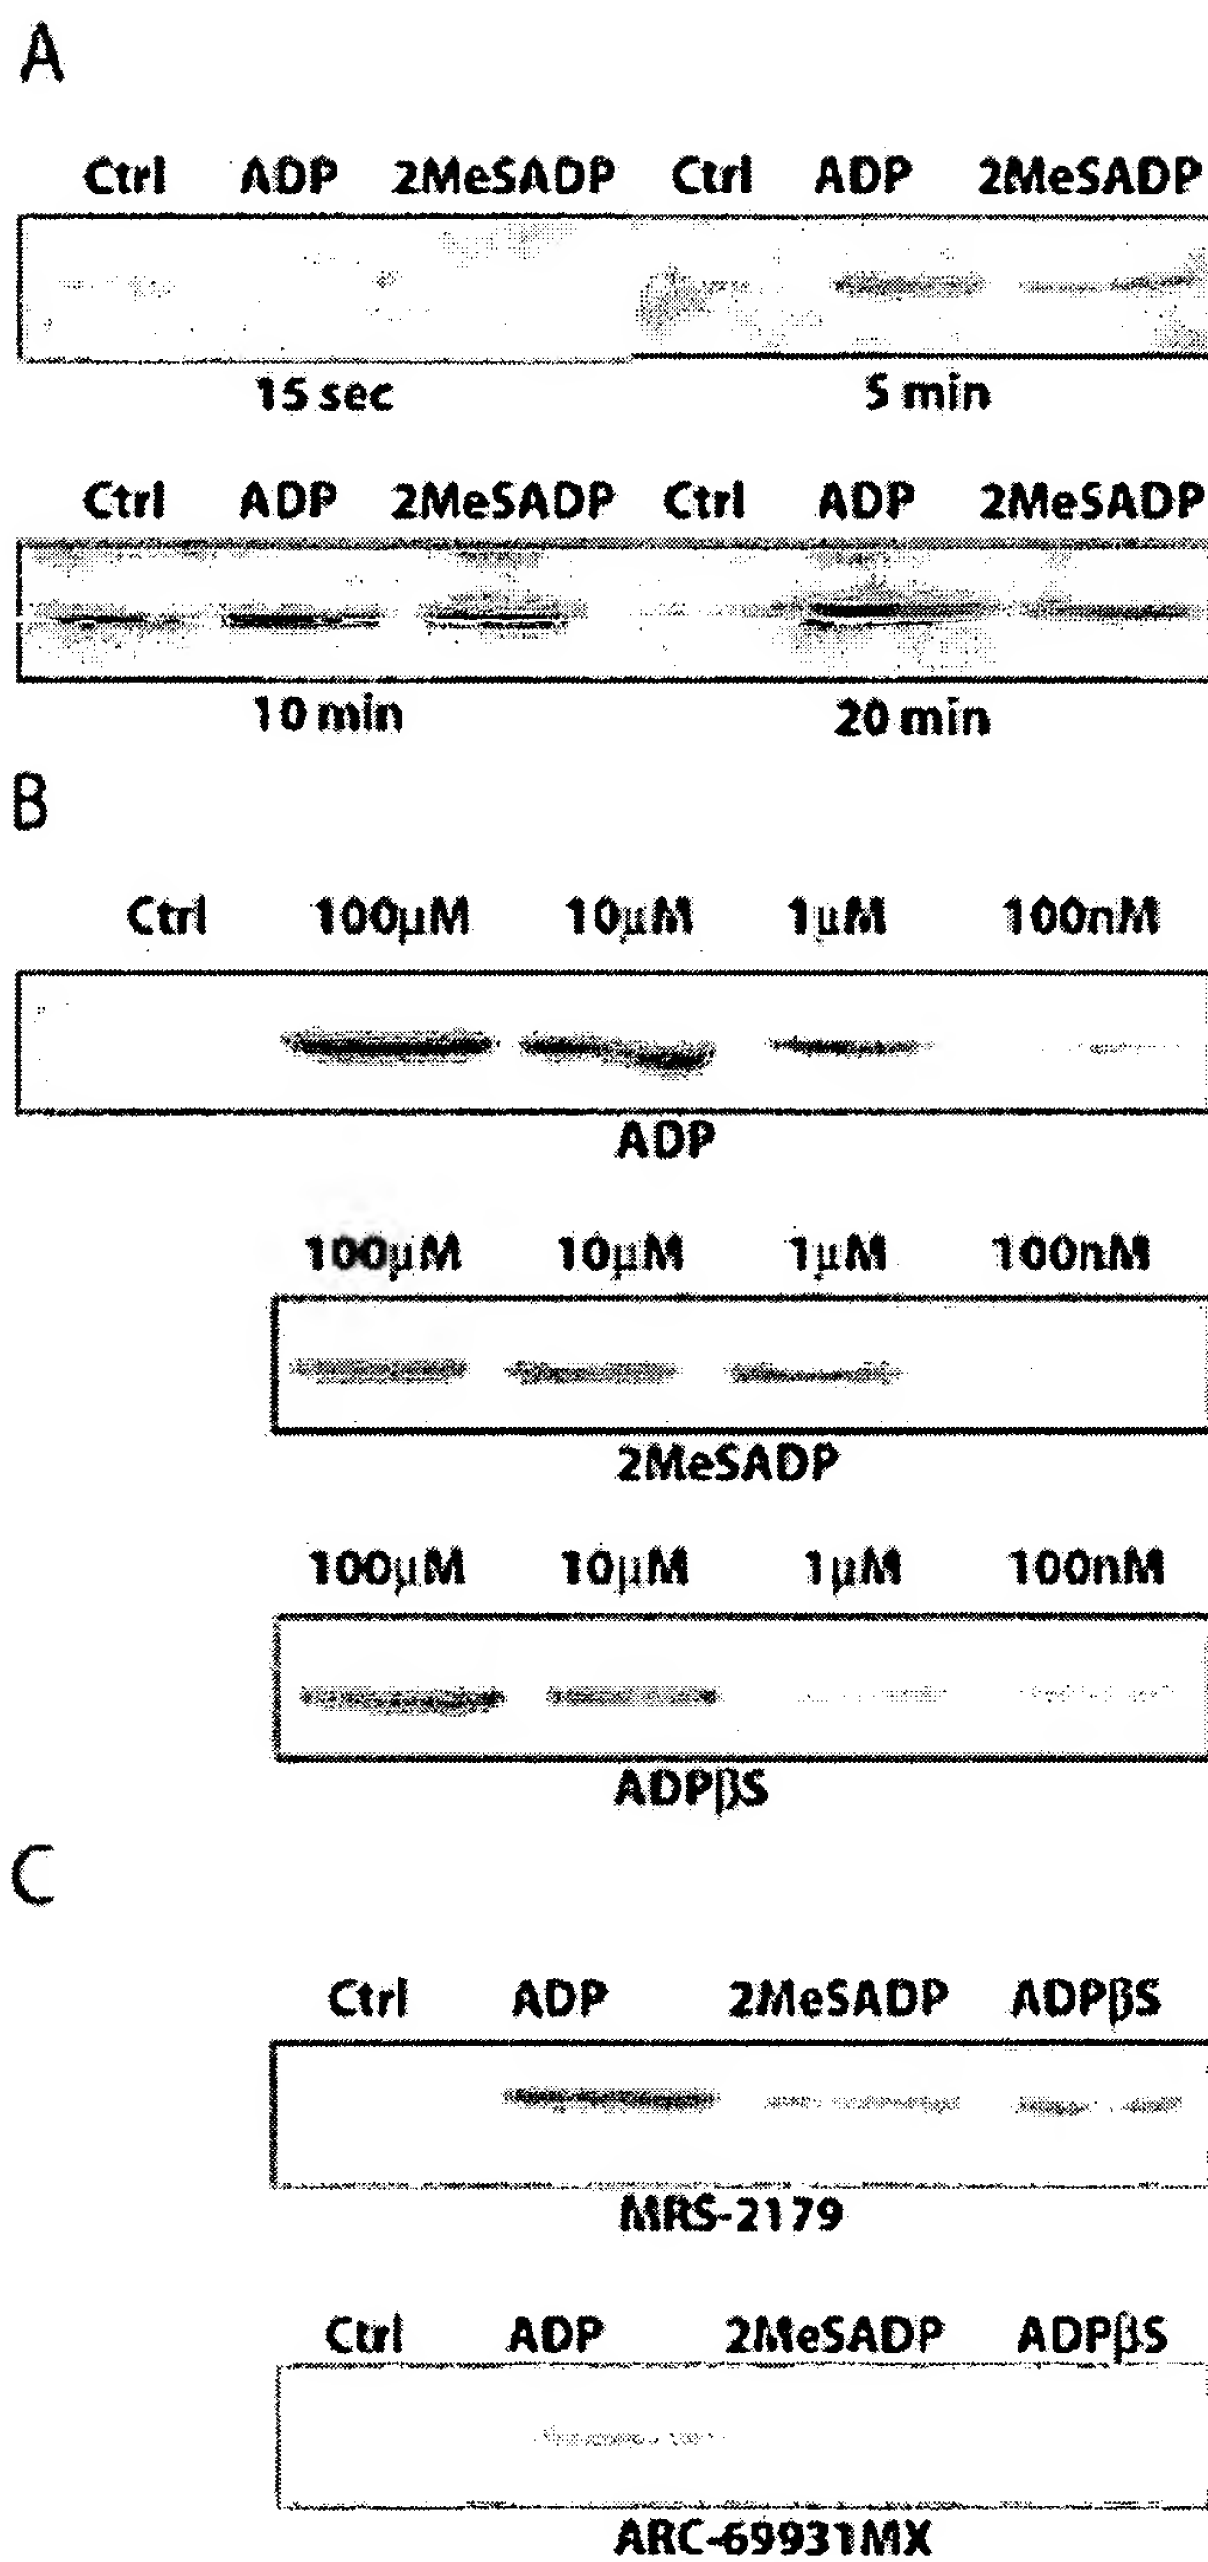 A
Ctrl ADP 2MeSADP Ctrl ADP 2MeSADP
15 sec 5 min
Ctrl ADP 2MeSADP Ctrl ADP 2MeSADP
10 min 20 min
B
Ctrl 100μM 10μM 1μM 100nM
ADP
100μM 10μM 1μM 100nM
2MeSADP
100μM 10μM 1μM 100nM
ADPβS
C
Ctrl ADP 2MeSADP ADPβS
MRS-2179
Ctrl ADP 2MeSADP ADPβS
ARC-69931MX